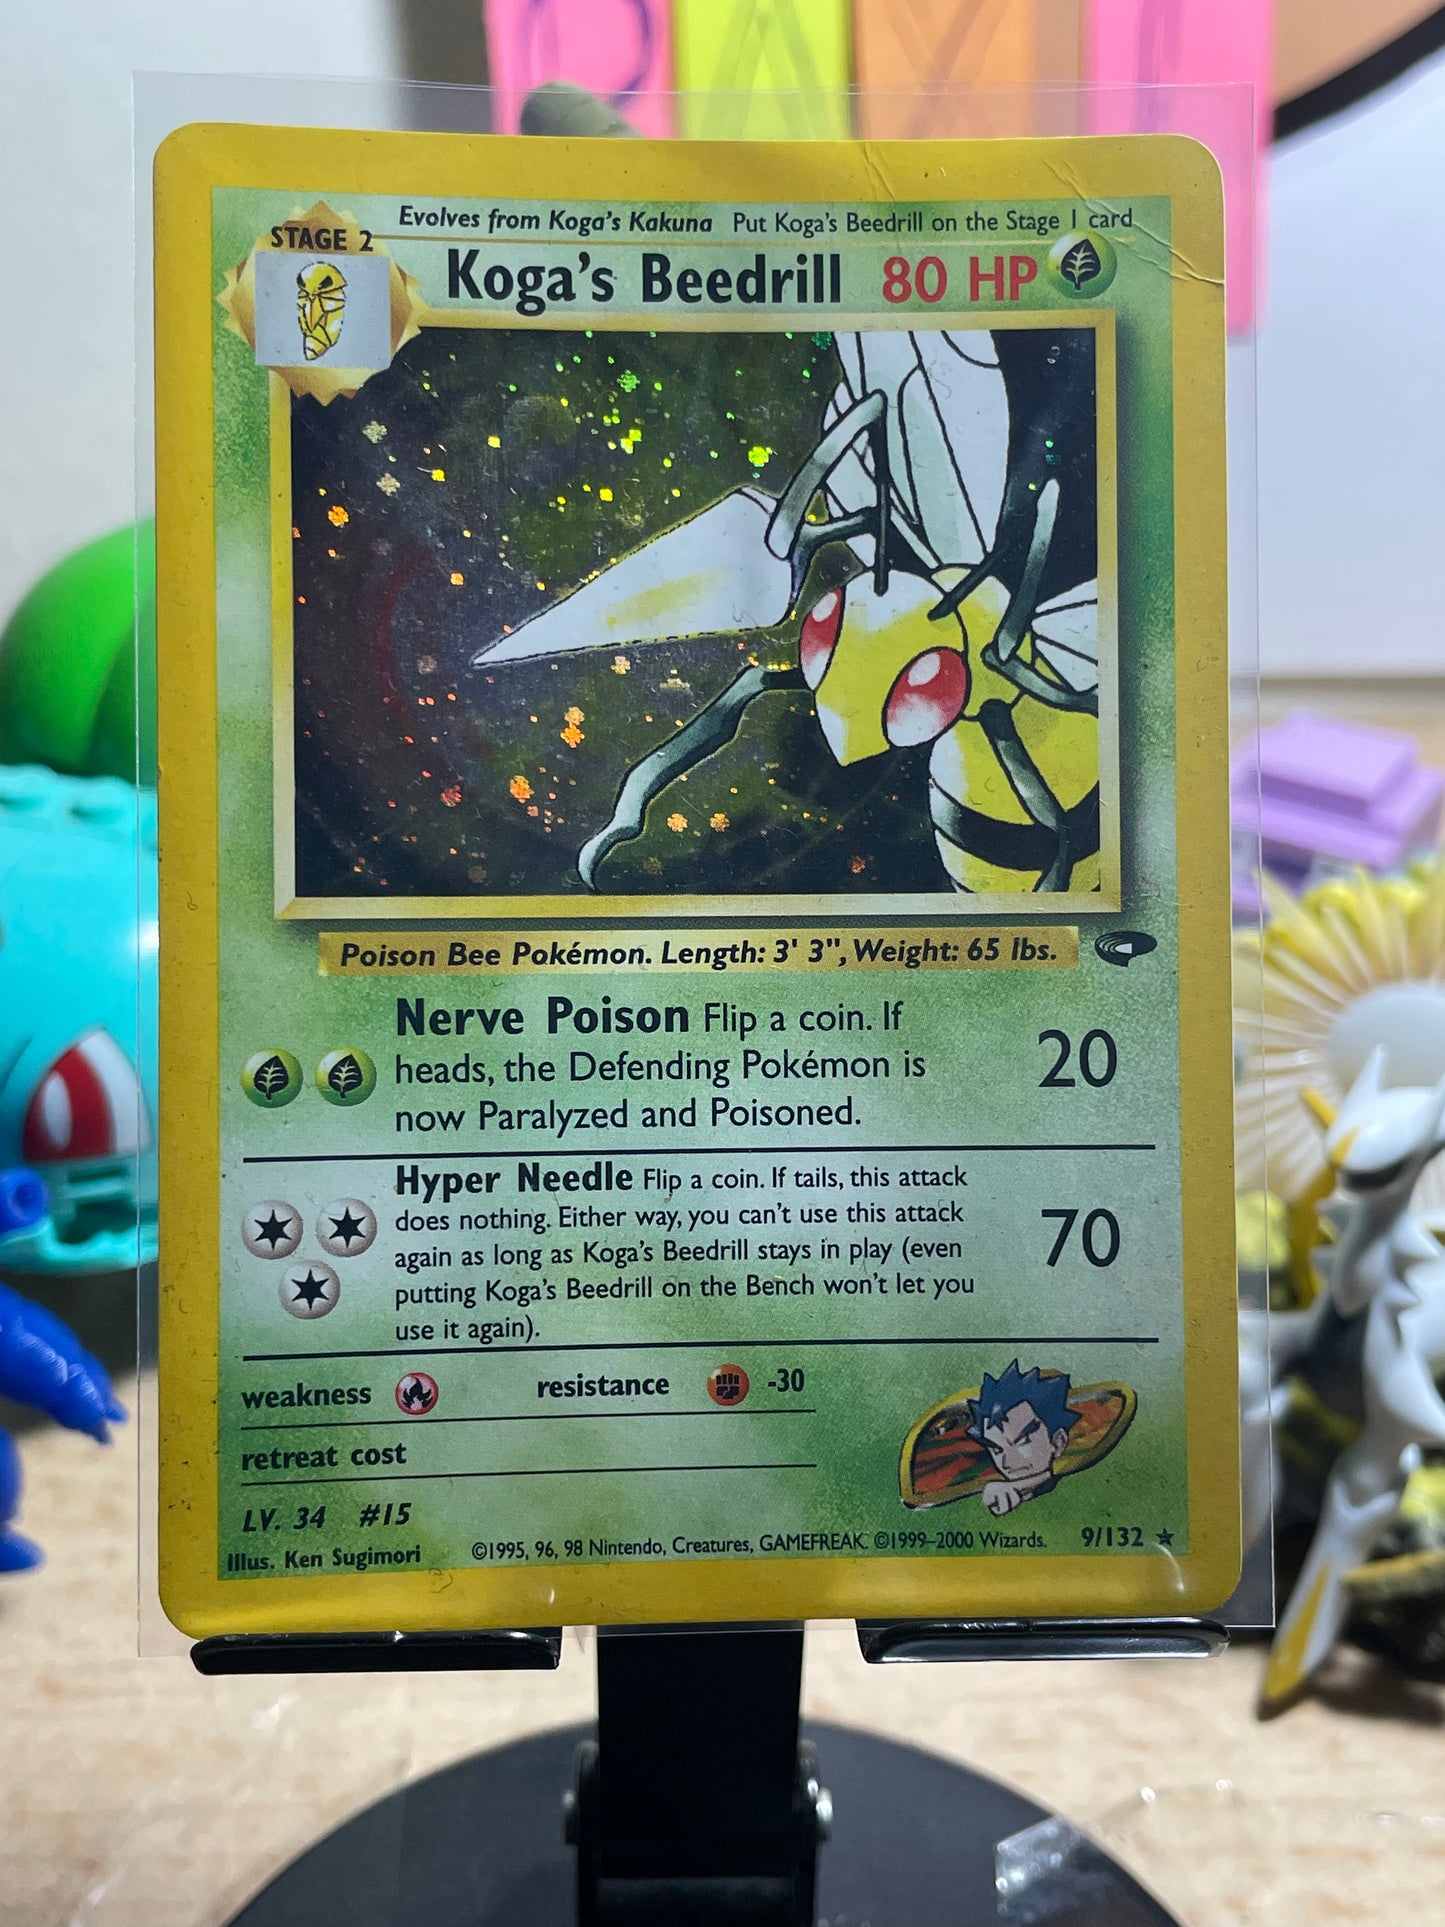 Evolves from Koga's Kakuna Put Koga's Beedrill on the Stage 1 card
STAGE 2
Koga's Beedrill 80 HP
Poison Bee Pokémon. Length: 3' 3", Weight: 65 lbs.
Nerve Poison Flip a coin. If
heads, the Defending Pokémon is
now Paralyzed and Poisoned.
20
Hyper Needle Flip a coin. If tails, this attack
does nothing. Either way, you can't use this attack
again as long as Koga's Beedrill stays in play (even
putting Koga's Beedrill on the Bench won't let you
use it again).
70
weakness resistance -30
retreat cost
LV. 34 #15
Illus. Ken Sugimori ©1995, 96, 98 Nintendo, Creatures, GAMEFREAK. ©1999–2000 Wizards. 9/132 ★